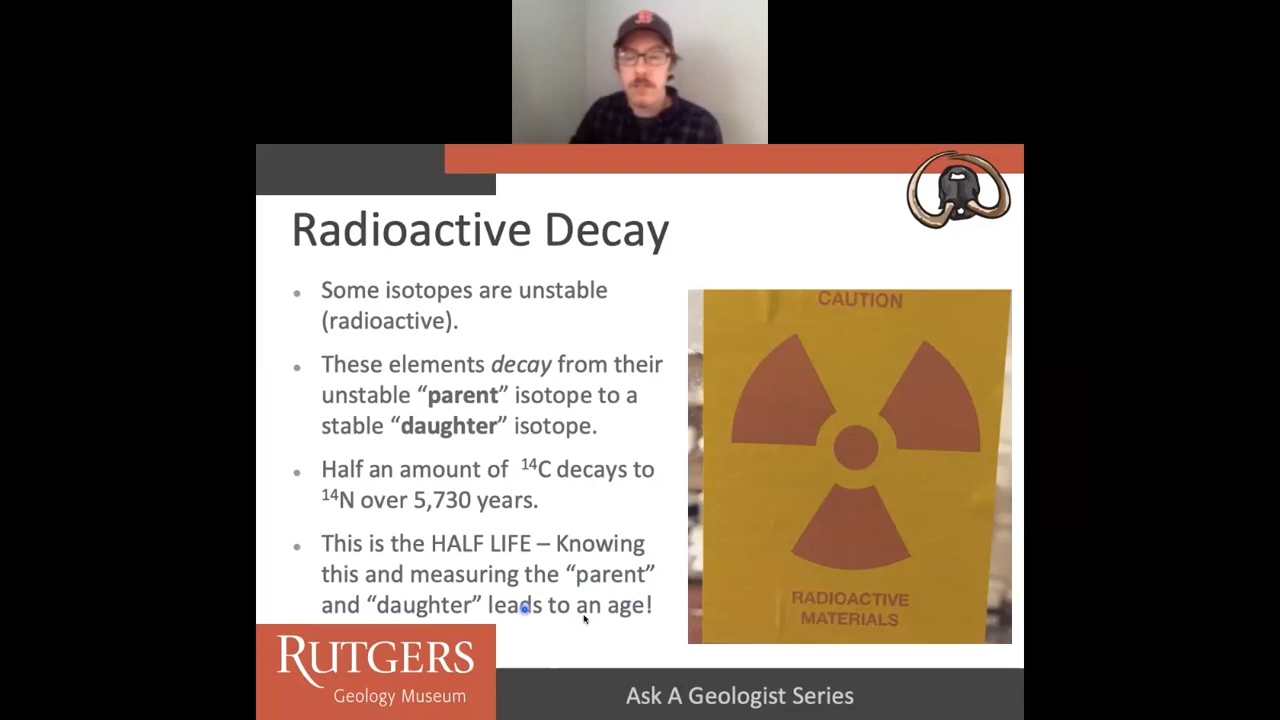 Radioactive Decay
Some isotopes are unstable
(radioactive).
These elements decay from their
unstable “parent” isotope to a
stable “daughter” isotope.
Half an amount of ¹⁴C decays to
¹⁴N over 5,730 years.
This is the HALF LIFE – Knowing
this and measuring the “parent”
and “daughter” leads to an age!
CAUTION
RADIOACTIVE
MATERIALS
RUTGERS
Geology Museum
Ask A Geologist Series